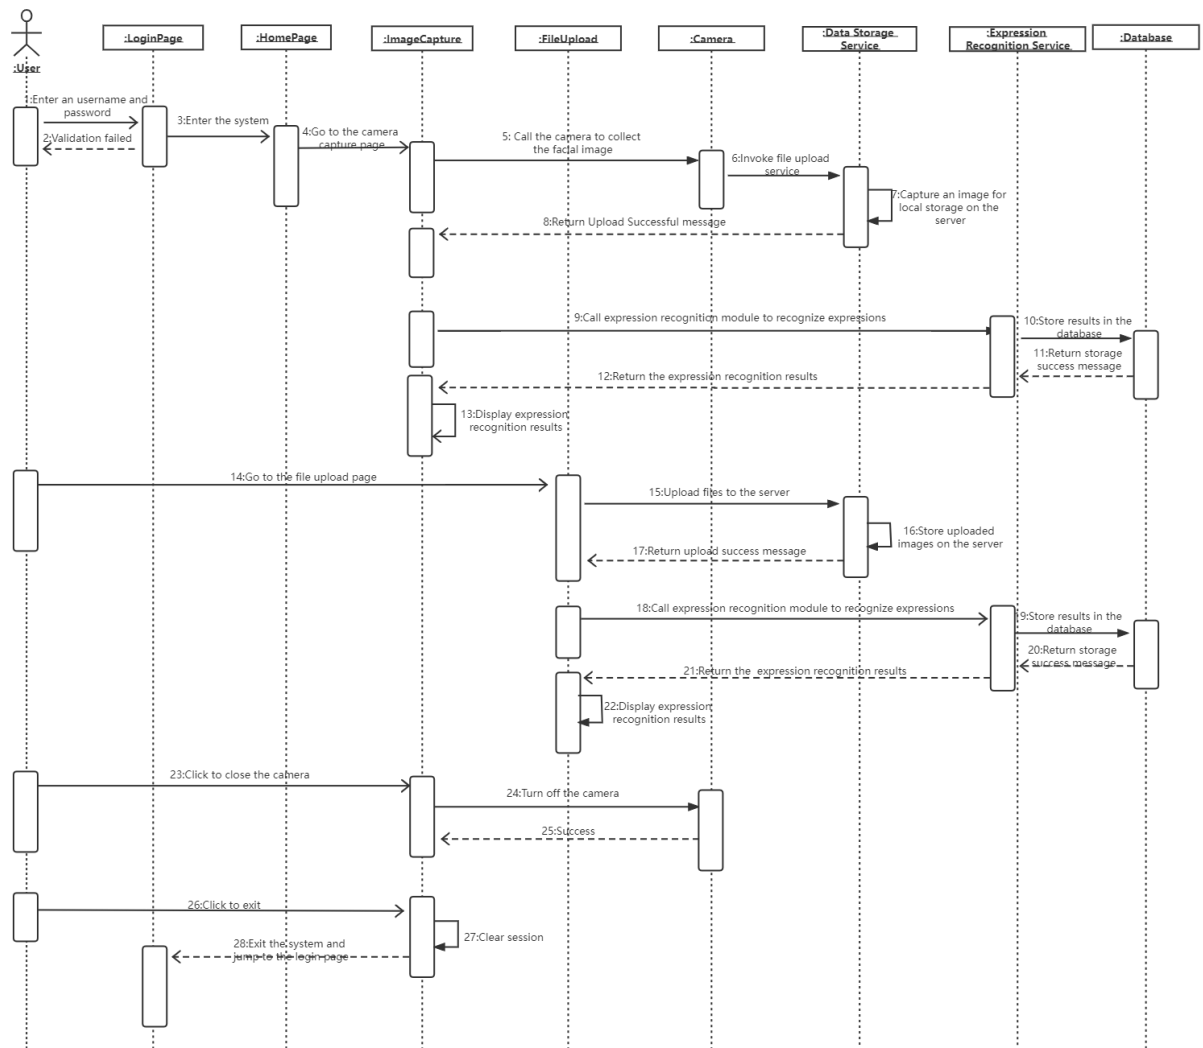 :User
:LoginPage
:HomePage
:ImageCapture
:FileUpload
:Camera
:Data Storage
Service
:Expression
Recognition Service
:Database
1:Enter an username and
password
2:Validation failed
3:Enter the system
4:Go to the camera
capture page
5: Call the camera to collect
the facial image
6:Invoke file upload
service
7:Capture an image for
local storage on the
server
8:Return Upload Successful message
9:Call expression recognition module to recognize expressions
10:Store results in the
database
11:Return storage
success message
12:Return the expression recognition results
13:Display expression
recognition results
14:Go to the file upload page
15:Upload files to the server
16:Store uploaded
images on the server
17:Return upload success message
18:Call expression recognition module to recognize expressions
19:Store results in the
database
20:Return storage
success message
21:Return the  expression recognition results
22:Display expression
recognition results
23:Click to close the camera
24:Turn off the camera
25:Success
26:Click to exit
27:Clear session
28:Exit the system and
jump to the login page